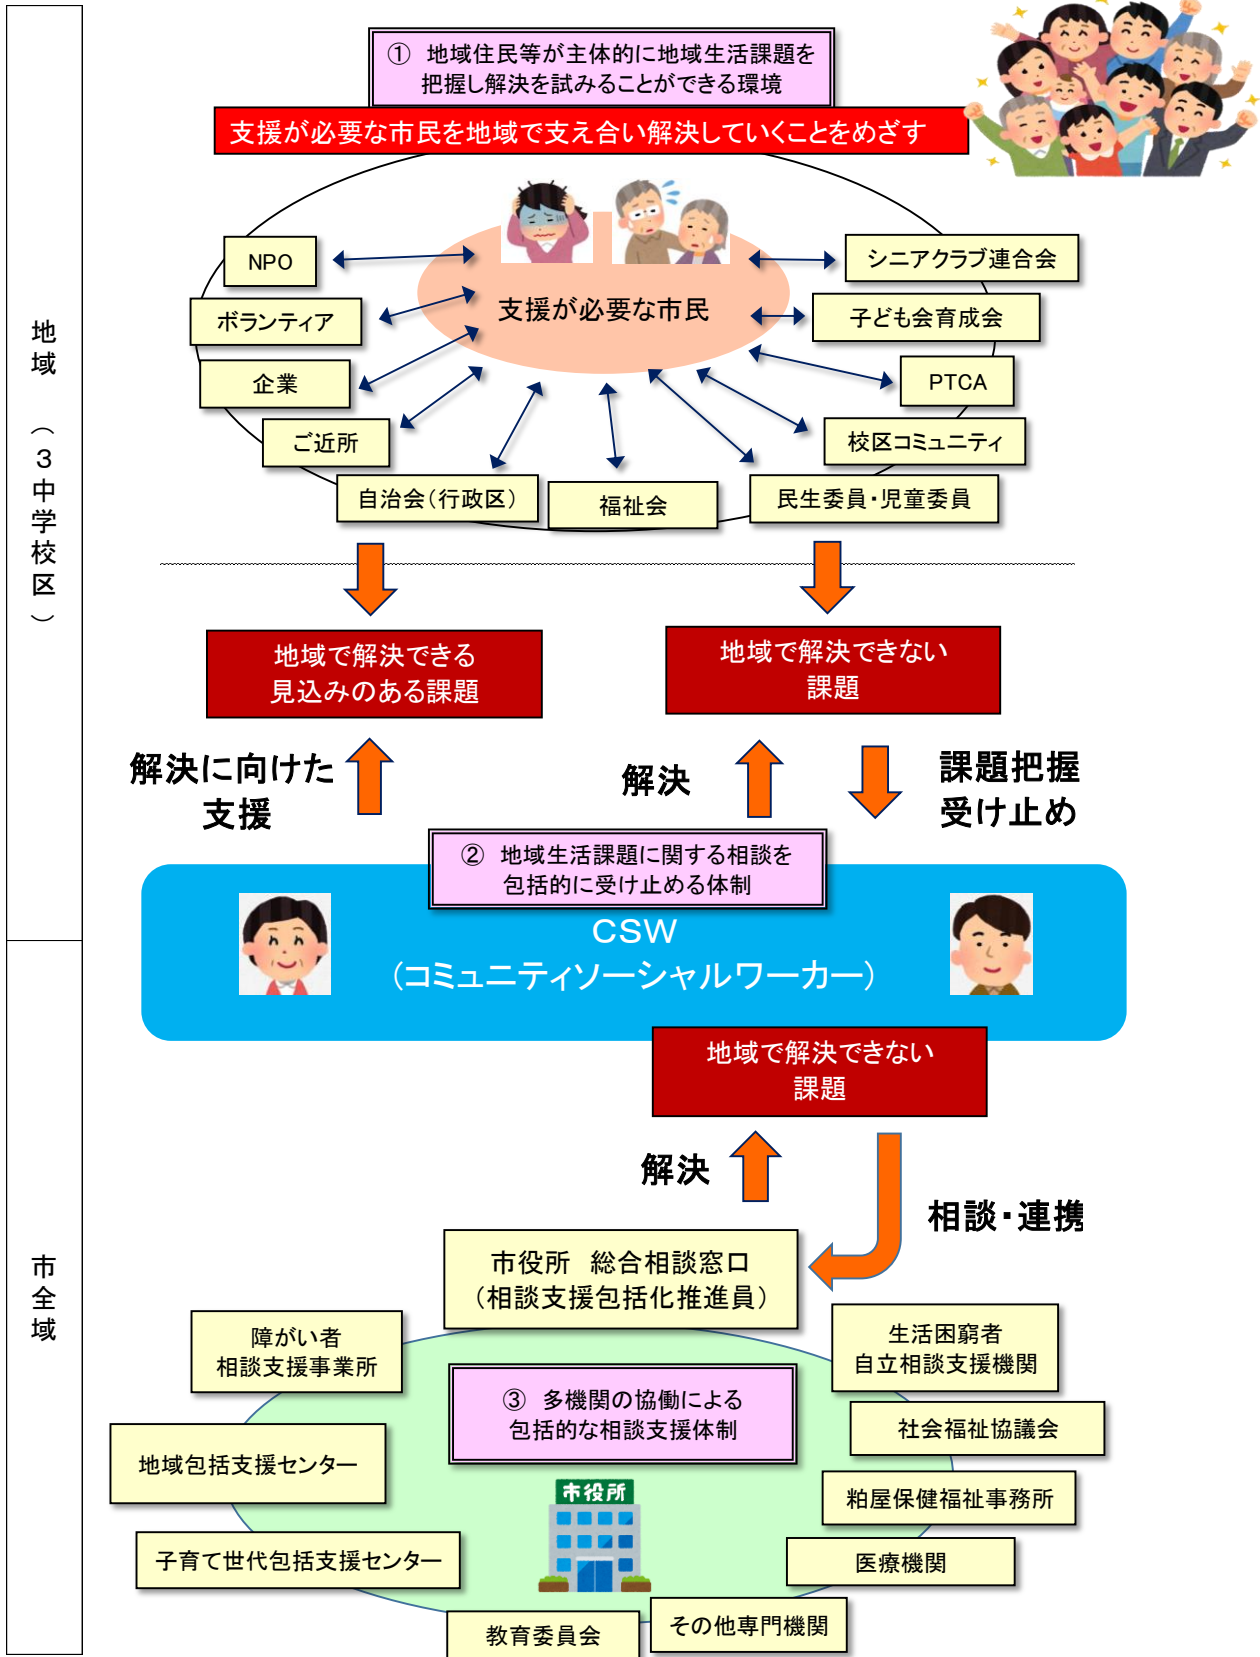 ① 地域住民等が主体的に地域生活課題を
把握し解決を試みることができる環境
支援が必要な市民を地域で支え合い解決していくことをめざす
地域（3中学校区）
支援が必要な市民
NPO
ボランティア
企業
ご近所
自治会（行政区）
福祉会
民生委員・児童委員
校区コミュニティ
PTCA
子ども会育成会
シニアクラブ連合会
地域で解決できる
見込みのある課題
地域で解決できない
課題
解決に向けた
支援
解決
課題把握
受け止め
② 地域生活課題に関する相談を
包括的に受け止める体制
CSW
（コミュニティソーシャルワーカー）
地域で解決できない
課題
解決
相談・連携
市全域
市役所 総合相談窓口
（相談支援包括化推進員）
障がい者
相談支援事業所
生活困窮者
自立相談支援機関
③ 多機関の協働による
包括的な相談支援体制
地域包括支援センター
社会福祉協議会
市役所
粕屋保健福祉事務所
子育て世代包括支援センター
医療機関
教育委員会
その他専門機関